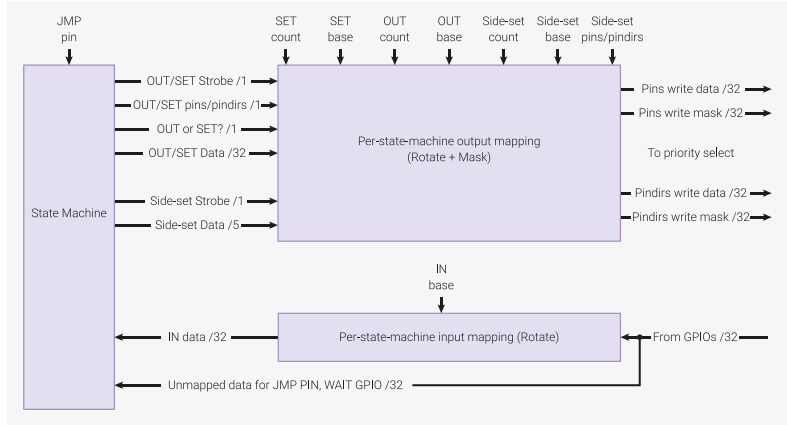 JMP
pin
SET
count
SET
base
OUT
count
OUT
base
Side-set
count
Side-set
base
Side-set
pins/pindirs
OUT/SET Strobe /1
OUT/SET pins/pindirs /1
OUT or SET? /1
OUT/SET Data /32
Side-set Strobe /1
Side-set Data /5
State Machine
Per-state-machine output mapping
(Rotate + Mask)
Pins write data /32
Pins write mask /32
To priority select
Pindirs write data /32
Pindirs write mask /32
IN
base
IN data /32
Per-state-machine input mapping (Rotate)
From GPIOs /32
Unmapped data for JMP PIN, WAIT GPIO /32